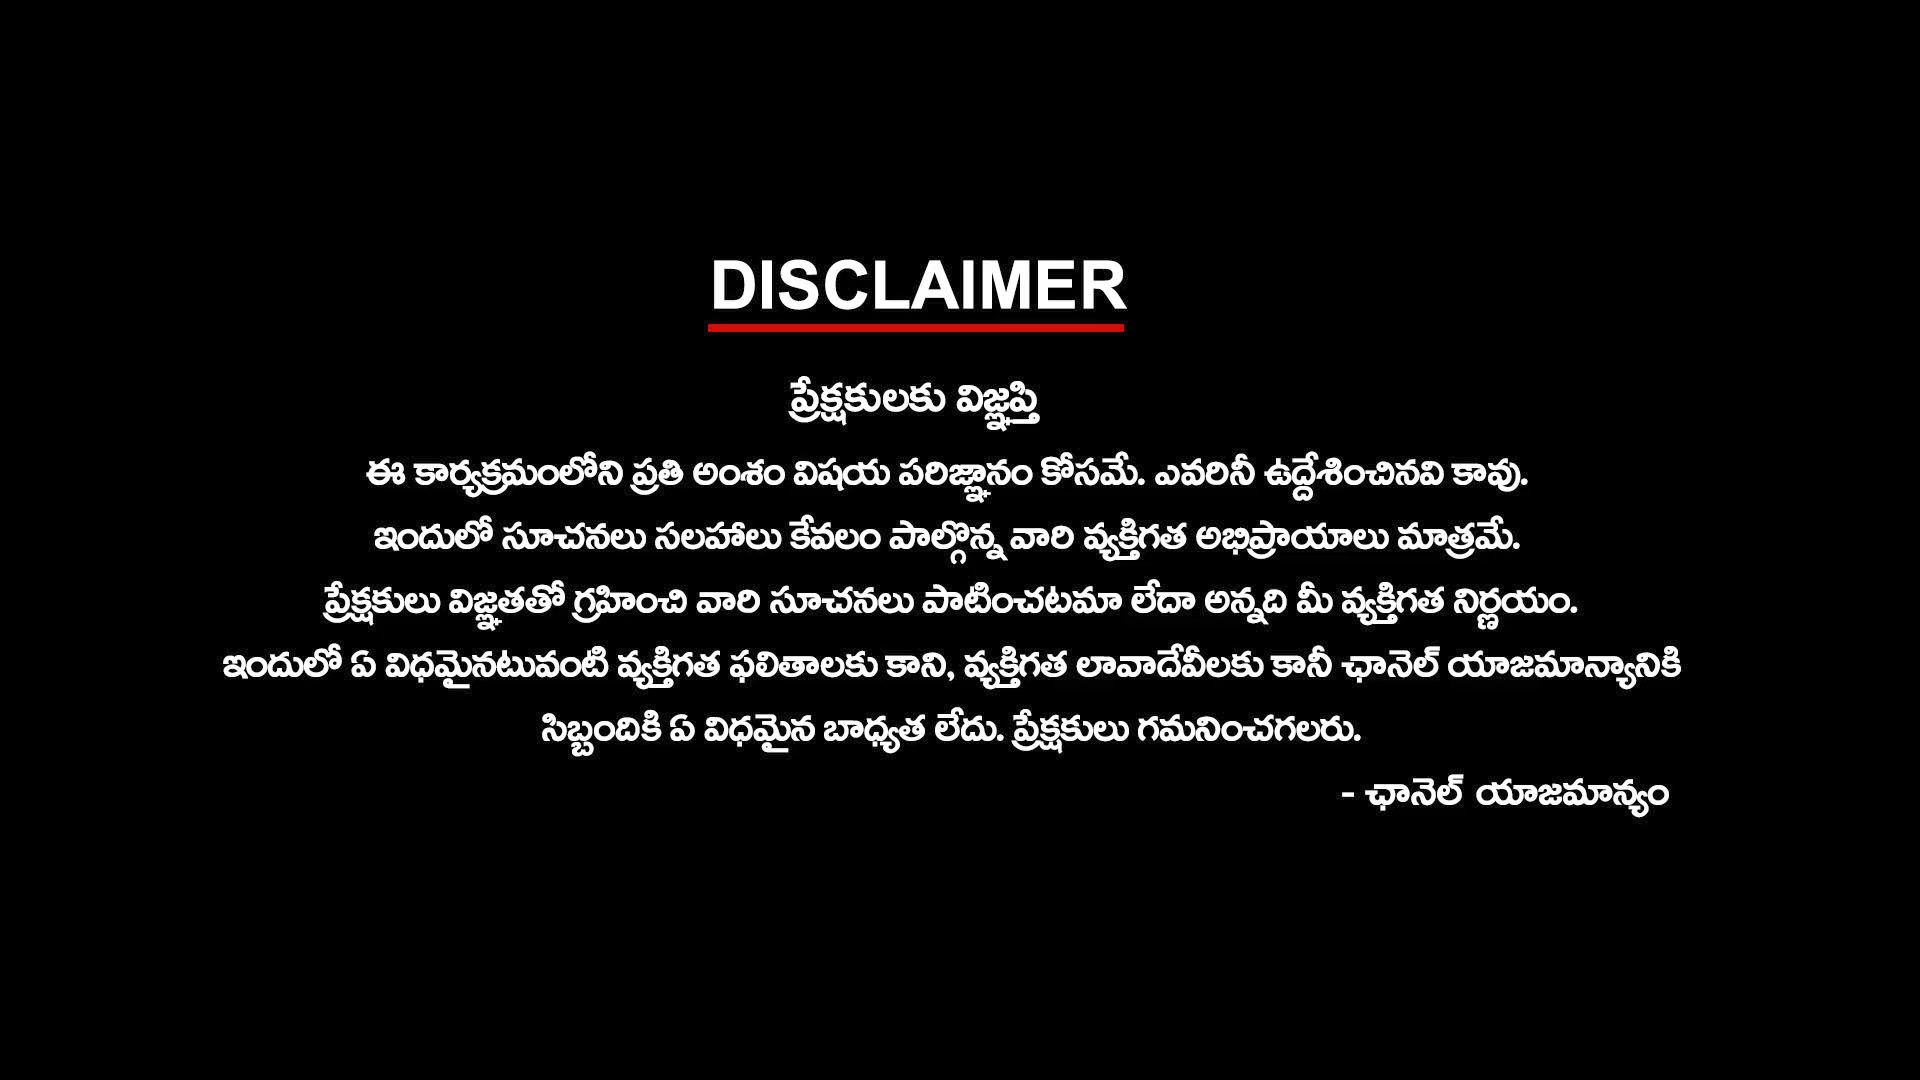 DISCLAIMER
ప్రేక్షకులకు విజ్ఞప్తి
ఈ కార్యక్రమంలోని ప్రతి అంశం విషయ పరిజ్ఞానం కోసమే. ఎవరినీ ఉద్దేశించినవి కావు.
ఇందులో సూచనలు సలహాలు కేవలం పాల్గొన్న వారి వ్యక్తిగత అభిప్రాయాలు మాత్రమే.
ప్రేక్షకులు విజ్ఞతతో గ్రహించి వారి సూచనలు పాటించటమా లేదా అన్నది మీ వ్యక్తిగత నిర్ణయం.
ఇందులో ఏ విధమైనటువంటి వ్యక్తిగత ఫలితాలకు కాని, వ్యక్తిగత లావాదేవీలకు కానీ ఛానెల్ యాజమాన్యానికి
సిబ్బందికి ఏ విధమైన బాధ్యత లేదు. ప్రేక్షకులు గమనించగలరు.
- ఛానెల్ యాజమాన్యం